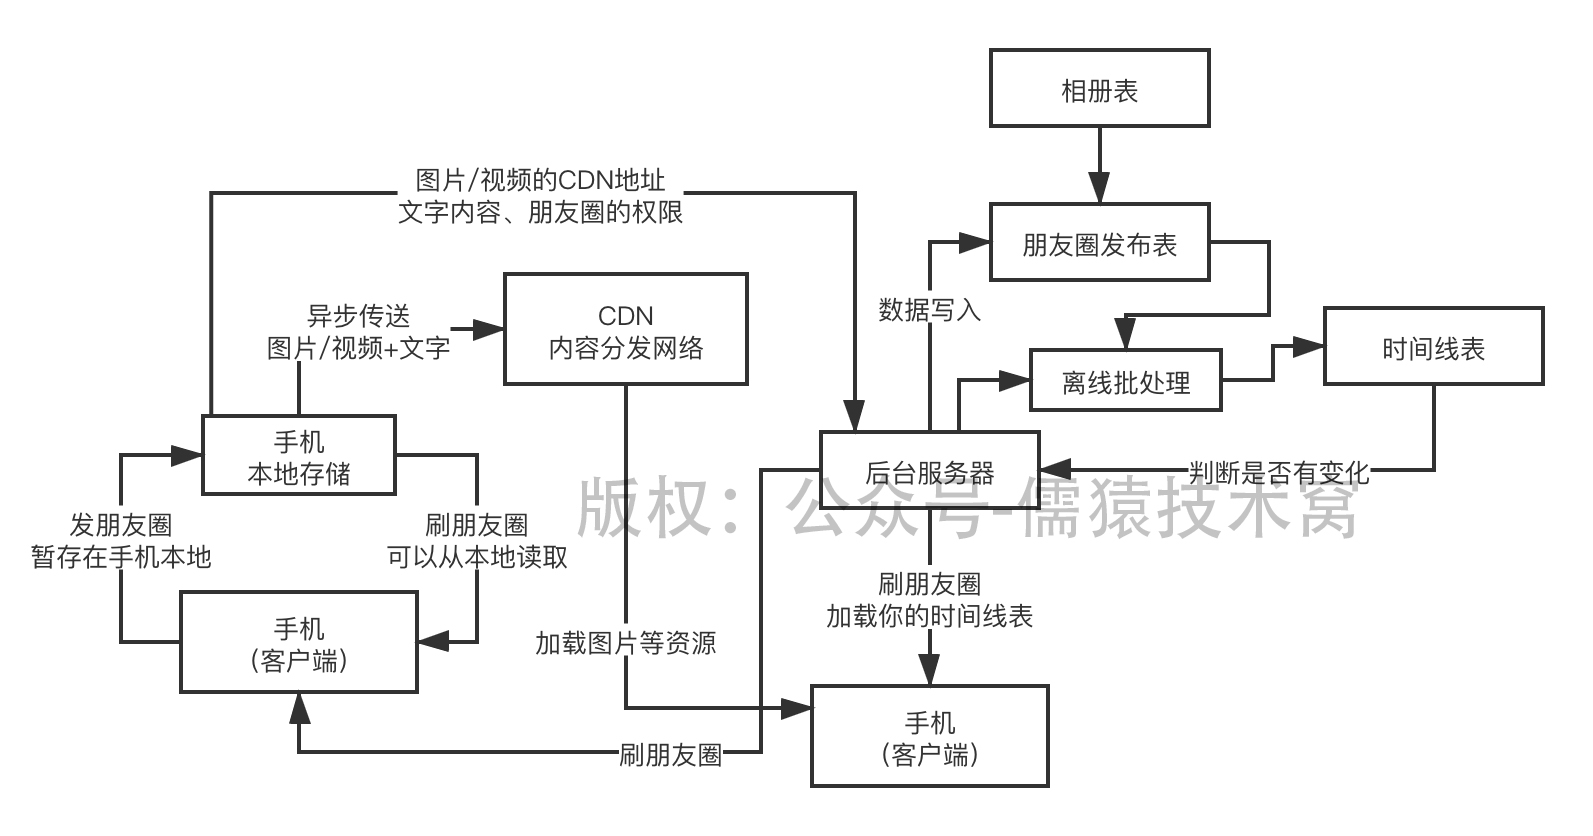 相册表
图片/视频的CDN地址
文字内容、朋友圈的权限
朋友圈发布表
数据写入
异步传送
图片/视频+文字
CDN
内容分发网络
时间线表
离线批处理
手机
本地存储
后台服务器
判断是否有变化
版权：公众号-儒猿技术窝
发朋友圈
暂存在手机本地
刷朋友圈
可以从本地读取
刷朋友圈
加载你的时间线表
手机
(客户端)
加载图片等资源
手机
(客户端)
刷朋友圈